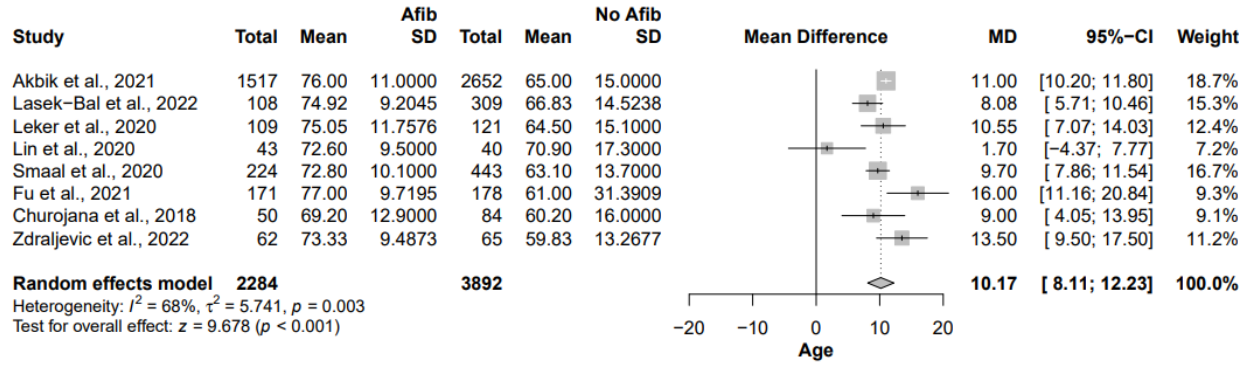 Afib No Afib
Study Total Mean SD Total Mean SD Mean Difference MD 95%−CI Weight
Akbik et al., 2021 1517 76.00 11.0000 2652 65.00 15.0000 11.00 [10.20; 11.80] 18.7%
Lasek−Bal et al., 2022 108 74.92 9.2045 309 66.83 14.5238 8.08 [ 5.71; 10.46] 15.3%
Leker et al., 2020 109 75.05 11.7576 121 64.50 15.1000 10.55 [ 7.07; 14.03] 12.4%
Lin et al., 2020 43 72.60 9.5000 40 70.90 17.3000 1.70 [−4.37; 7.77] 7.2%
Smaal et al., 2020 224 72.80 10.1000 443 63.10 13.7000 9.70 [ 7.86; 11.54] 16.7%
Fu et al., 2021 171 77.00 9.7195 178 61.00 31.3909 16.00 [11.16; 20.84] 9.3%
Churojana et al., 2018 50 69.20 12.9000 84 60.20 16.0000 9.00 [ 4.05; 13.95] 9.1%
Zdraljevic et al., 2022 62 73.33 9.4873 65 59.83 13.2677 13.50 [ 9.50; 17.50] 11.2%
Random effects model 2284 3892 10.17 [ 8.11; 12.23] 100.0%
Heterogeneity: I² = 68%, τ² = 5.741, p = 0.003
Test for overall effect: z = 9.678 (p < 0.001)
−20 −10 0 10 20
Age